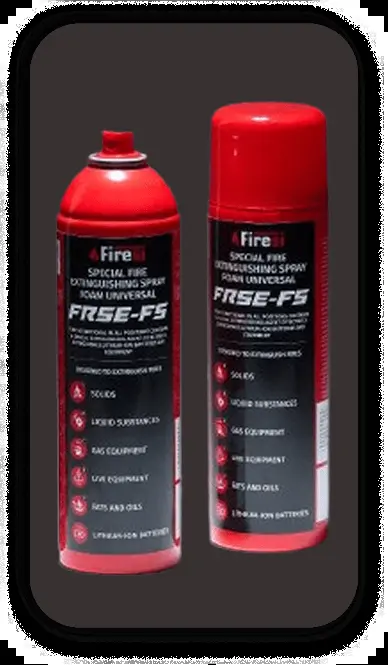 Fire
SPECIAL FIRE
EXTINGUISHING SPRAY
FOAM UNIVERSAL
FRSE-FS
DESIGNED TO EXTINGUISH FIRES
SOLIDS
LIQUID SUBSTANCES
GAS EQUIPMENT
LIVE EQUIPMENT
FATS AND OILS
LITHIUM-ION BATTERIES
Fire
SPECIAL FIRE
EXTINGUISHING SPRAY
FOAM UNIVERSAL
FRSE-FS
DESIGNED TO EXTINGUISH FIRES
SOLIDS
LIQUID SUBSTANCES
GAS EQUIPMENT
LIVE EQUIPMENT
FATS AND OILS
LITHIUM-ION BATTERIES